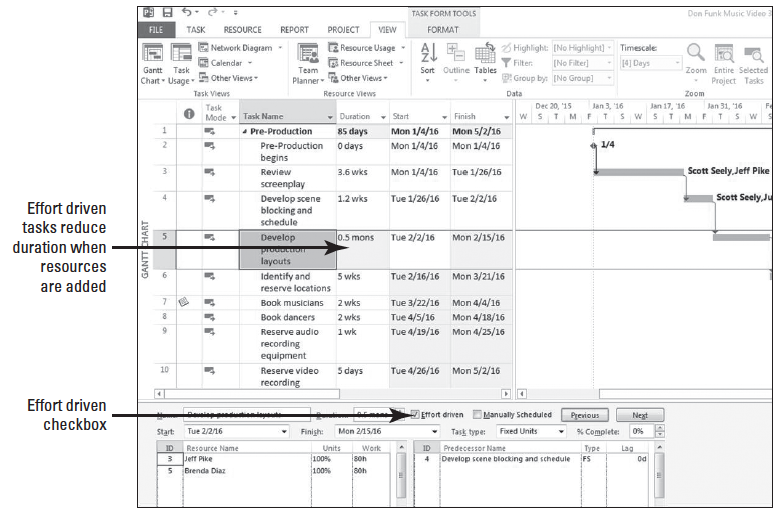 TASK FORM TOOLS
Don Funk Music Video 3
FILE TASK RESOURCE REPORT PROJECT VIEW FORMAT
Gantt Chart Task Usage
Network Diagram
Calendar
Other Views
Task Views
Team Planner
Resource Usage
Resource Sheet
Other Views
Resource Views
Sort Outline Tables
Highlight: [No Highlight]
Filter: [No Filter]
Group by: [No Group]
Data
Timescale:
[4] Days
Zoom Entire Project Selected Tasks
Zoom
Task Mode Task Name Duration Start Finish
Dec 20, '15 Jan 3, '16 Jan 17, '16 Jan 31, '16 Fe
W S T M F T S W S T M F T S W
1 Pre-Production 85 days Mon 1/4/16 Mon 5/2/16
2 Pre-Production begins 0 days Mon 1/4/16 Mon 1/4/16
1/4
3 Review screenplay 3.6 wks Mon 1/4/16 Tue 1/26/16
Scott Seely,Jeff Pike
4 Develop scene blocking and schedule 1.2 wks Tue 1/26/16 Tue 2/2/16
Scott Seely,Ju
5 Develop production layouts 0.5 mons Tue 2/2/16 Mon 2/15/16
6 Identify and reserve locations 5 wks Tue 2/16/16 Mon 3/21/16
7 Book musicians 2 wks Tue 3/22/16 Mon 4/4/16
8 Book dancers 2 wks Tue 4/5/16 Mon 4/18/16
9 Reserve audio recording equipment 1 wk Tue 4/19/16 Mon 4/25/16
10 Reserve video recording 5 days Tue 4/26/16 Mon 5/2/16
GANTT CHART
Effort driven
tasks reduce
duration when
resources
are added
Effort driven
checkbox
Develop production layouts 0.5 mons Effort driven Manually Scheduled Previous Next
Start: Tue 2/2/16 Finish: Mon 2/15/16 Task type: Fixed Units % Complete: 0%
ID Resource Name Units Work
3 Jeff Pike 100% 80h
5 Brenda Diaz 100% 80h
ID Predecessor Name Type Lag
4 Develop scene blocking and schedule FS 0d